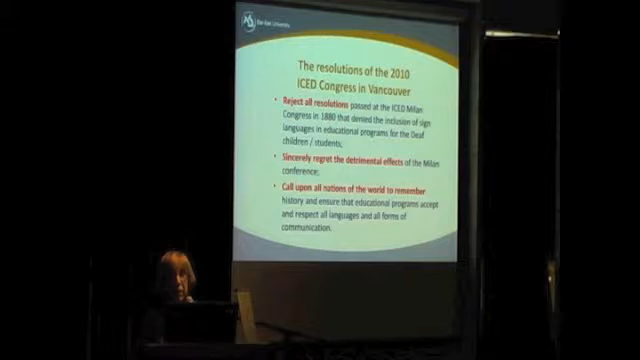 Bar-Ilan University
The resolutions of the 2010
ICED Congress in Vancouver
• Reject all resolutions passed at the ICED Milan
Congress in 1880 that denied the inclusion of sign
languages in educational programs for the Deaf
children / students;
• Sincerely regret the detrimental effects of the Milan
conference;
• Call upon all nations of the world to remember
history and ensure that educational programs accept
and respect all languages and all forms of
communication.